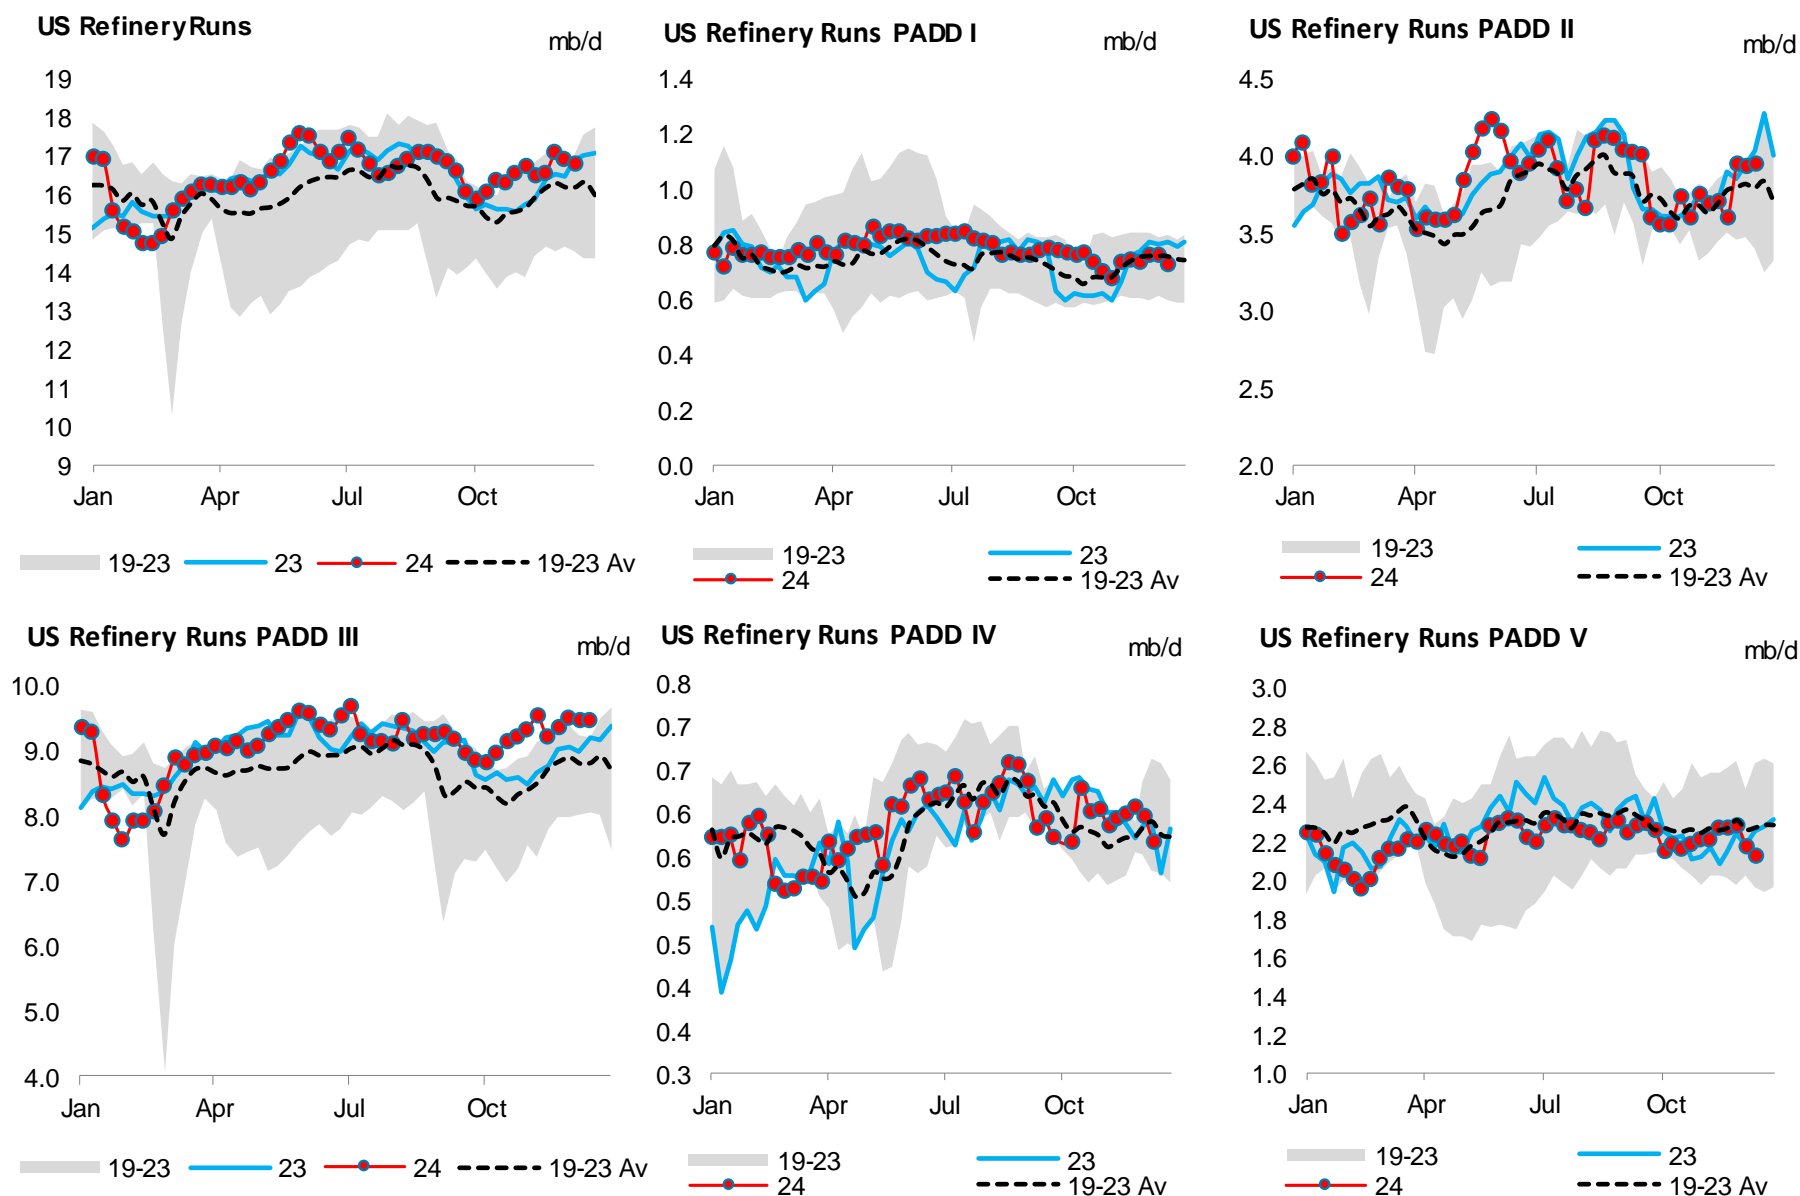 US Refinery Runs
mb/d
19
18
17
16
15
14
13
12
11
10
9
Jan Apr Jul Oct
19-23 23 24 19-23 Av
US Refinery Runs PADD I
mb/d
1.4
1.2
1.0
0.8
0.6
0.4
0.2
0.0
Jan Apr Jul Oct
19-23 23
24 19-23 Av
US Refinery Runs PADD II
mb/d
4.5
4.0
3.5
3.0
2.5
2.0
Jan Apr Jul Oct
19-23 23
24 19-23 Av
US Refinery Runs PADD III
mb/d
10.0
9.0
8.0
7.0
6.0
5.0
4.0
Jan Apr Jul Oct
19-23 23 24 19-23 Av
US Refinery Runs PADD IV
mb/d
0.8
0.7
0.7
0.6
0.6
0.5
0.5
0.4
0.4
0.3
Jan Apr Jul Oct
19-23 23
24 19-23 Av
US Refinery Runs PADD V
mb/d
3.0
2.8
2.6
2.4
2.2
2.0
1.8
1.6
1.4
1.2
1.0
Jan Apr Jul Oct
19-23 23
24 19-23 Av